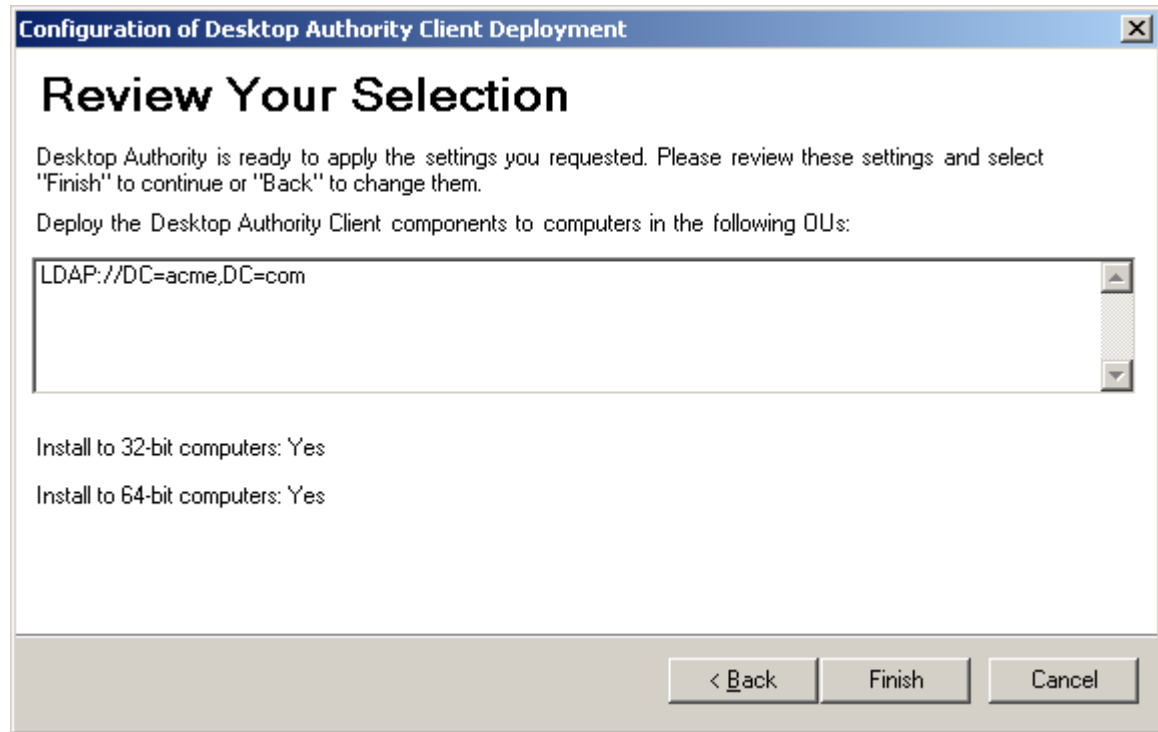 Configuration of Desktop Authority Client Deployment
Review Your Selection
Desktop Authority is ready to apply the settings you requested. Please review these settings and select
"Finish" to continue or "Back" to change them.
Deploy the Desktop Authority Client components to computers in the following OUs:
LDAP://DC=acme,DC=com
Install to 32-bit computers: Yes
Install to 64-bit computers: Yes
< Back
Finish
Cancel